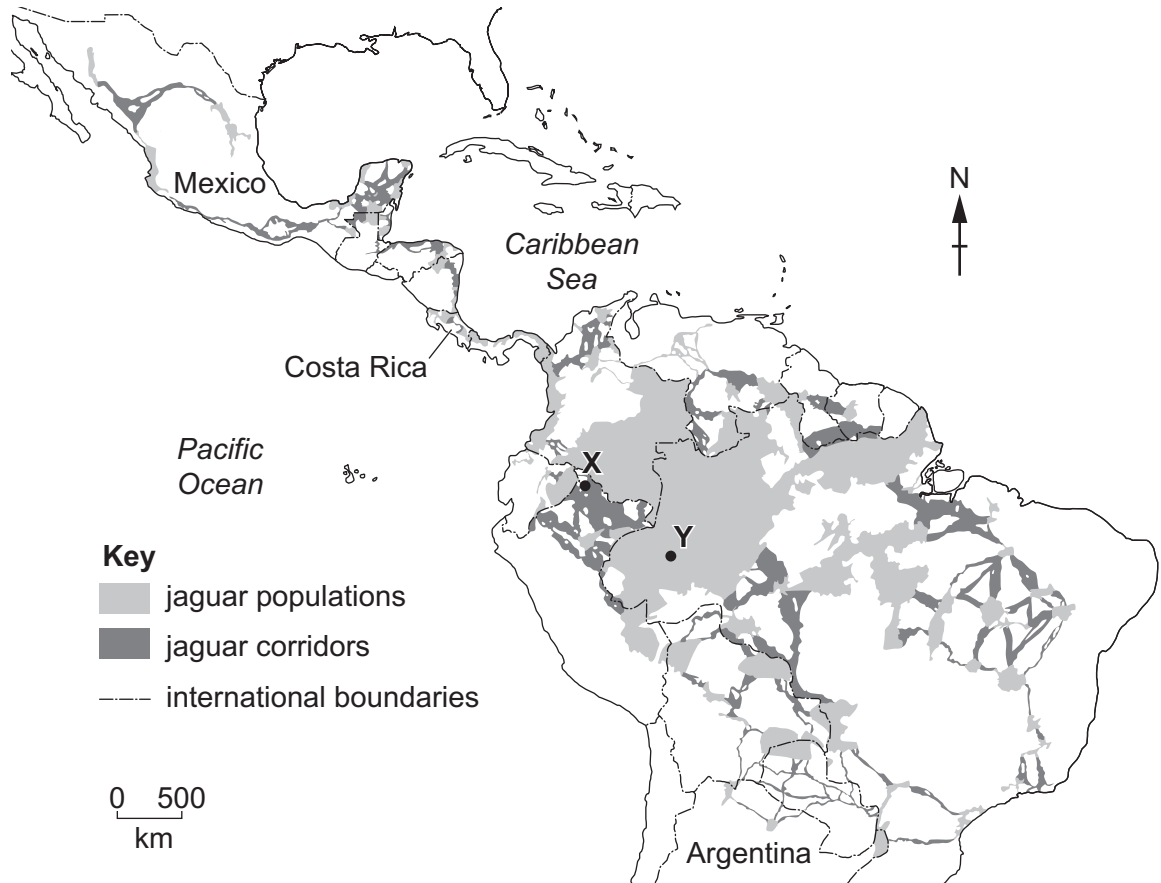 Mexico
N
Caribbean
Sea
Costa Rica
Pacific
Ocean
X
Y
Key
jaguar populations
jaguar corridors
international boundaries
0 500
km
Argentina